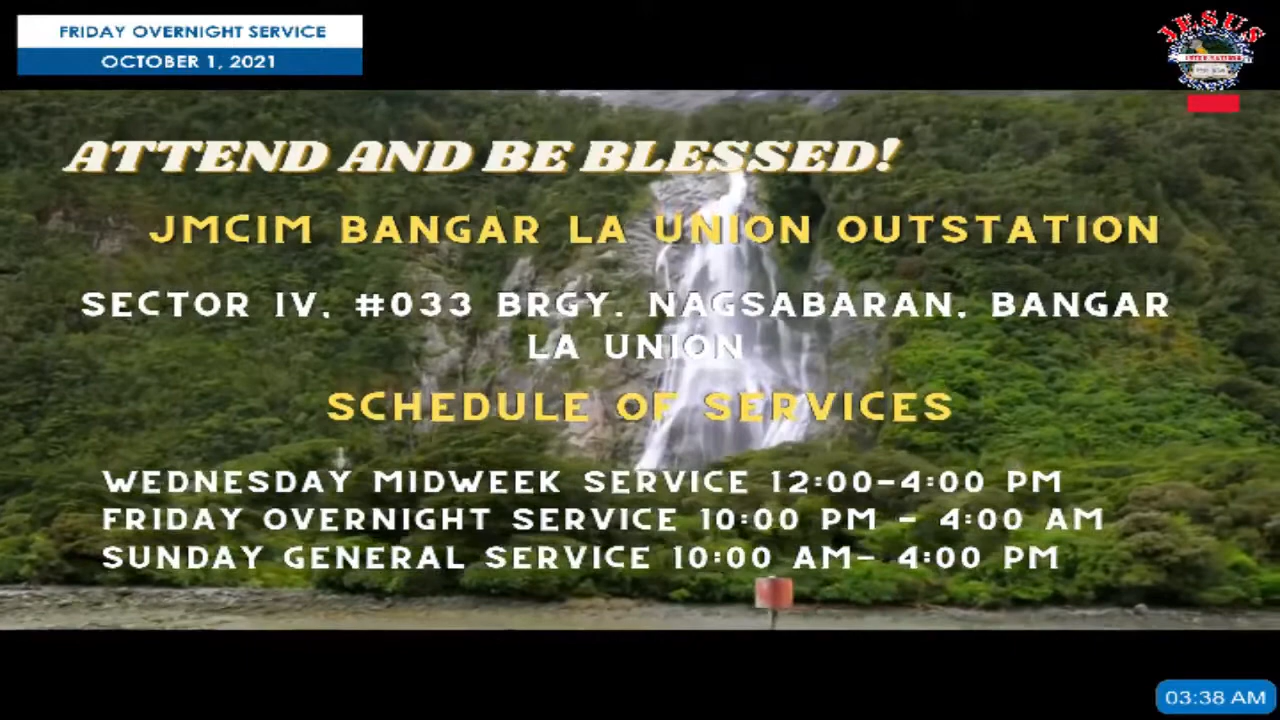 FRIDAY OVERNIGHT SERVICE
OCTOBER 1, 2021
JESUS
ATTEND AND BE BLESSED!
JMCIM BANGAR LA UNION OUTSTATION
SECTOR IV, #033 BRGY. NAGSABARAN, BANGAR
LA UNION
SCHEDULE OF SERVICES
WEDNESDAY MIDWEEK SERVICE 12:00-4:00 PM
FRIDAY OVERNIGHT SERVICE 10:00 PM - 4:00 AM
SUNDAY GENERAL SERVICE 10:00 AM- 4:00 PM
03:38 AM